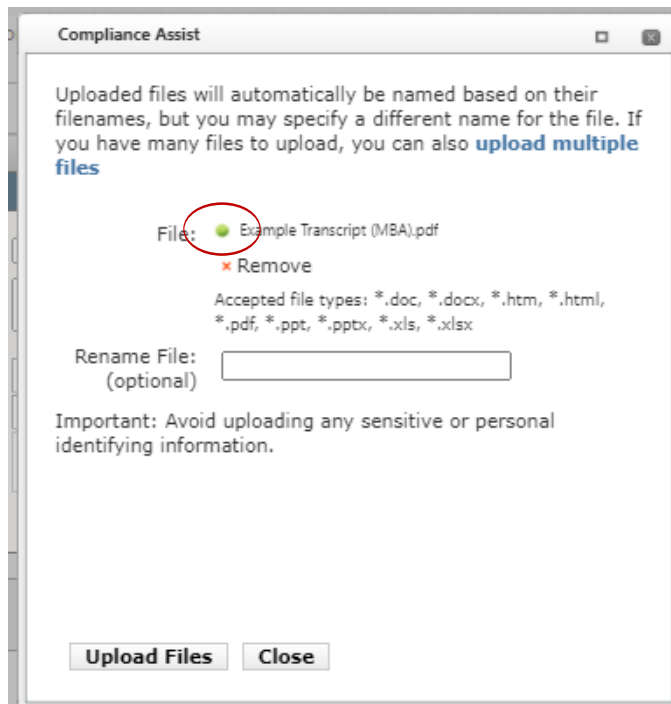 Compliance Assist
Uploaded files will automatically be named based on their
filenames, but you may specify a different name for the file. If
you have many files to upload, you can also upload multiple
files
File: Example Transcript (MBA).pdf
× Remove
Accepted file types: *.doc, *.docx, *.htm, *.html,
*.pdf, *.ppt, *.pptx, *.xls, *.xlsx
Rename File:
(optional)
Important: Avoid uploading any sensitive or personal
identifying information.
Upload Files Close